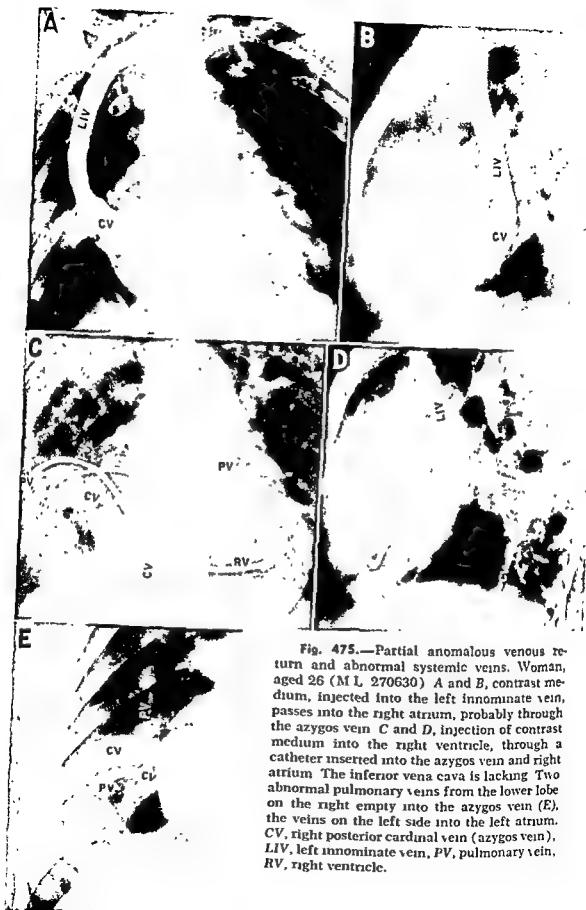 A
LIV
CV
B
LIV
CV
C
CV
CV
PV
RV
D
LIV
E
RV
CV
CV
PV
Fig. 475.—Partial anomalous venous re-
turn and abnormal systemic veins. Woman,
aged 26 (M L 270630) A and B, contrast me-
dium, injected into the left innominate vein,
passes into the right atrium, probably through
the azygos vein C and D, injection of contrast
medium into the right ventricle, through a
catheter inserted into the azygos vein and right
atrium The inferior vena cava is lacking Two
abnormal pulmonary veins from the lower lobe
on the right empty into the azygos vein (E),
the veins on the left side into the left atrium.
CV, right posterior cardinal vein (azygos vein),
LIV, left innominate vein, PV, pulmonary vein,
RV, right ventricle.